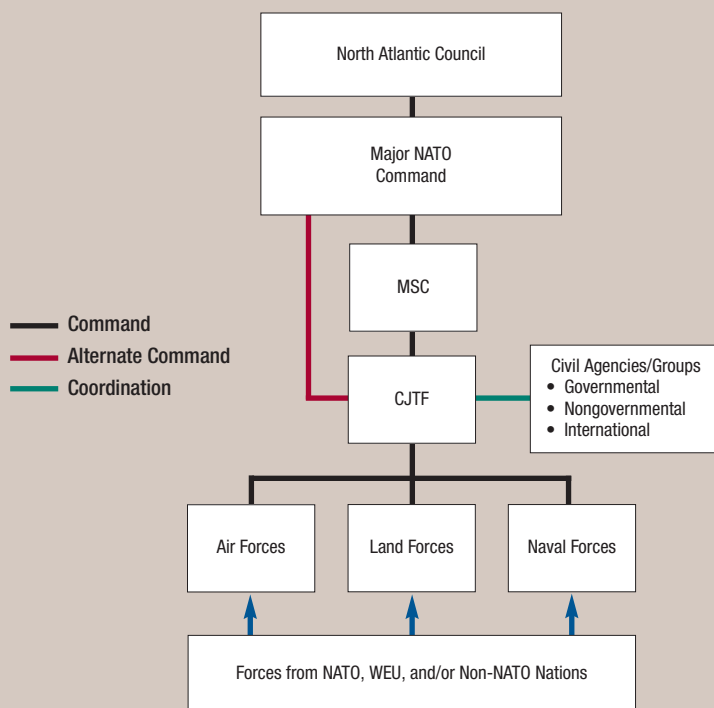 North Atlantic Council
Major NATO
Command
MSC
Command
Alternate Command
Coordination
CJTF
Civil Agencies/Groups
• Governmental
• Nongovernmental
• International
Air Forces
Land Forces
Naval Forces
Forces from NATO, WEU, and/or Non-NATO Nations